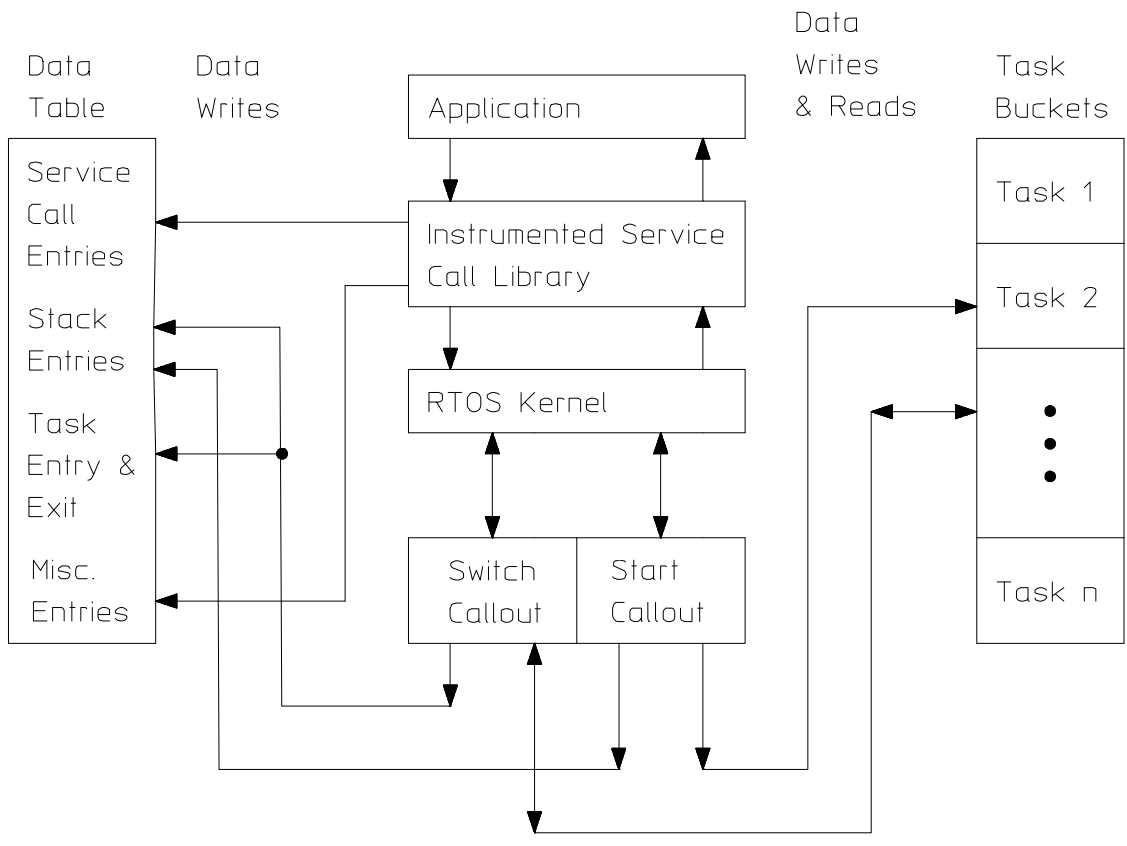 Data
Table
Data
Writes
Data
Writes
& Reads
Task
Buckets
Service
Call
Entries
Stack
Entries
Task
Entry &
Exit
Misc.
Entries
Application
Instrumented Service
Call Library
RTOS Kernel
Switch
Callout
Start
Callout
Task 1
Task 2
Task n